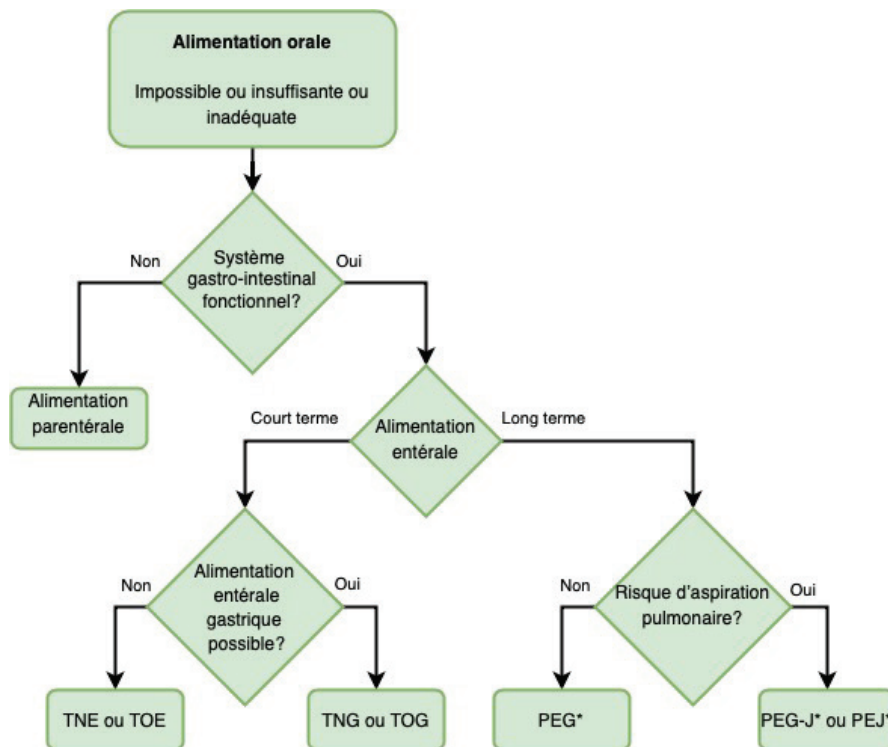 Alimentation orale
Impossible ou insuffisante ou
inadéquate
Non
Système
gastro-intestinal
fonctionnel?
Oui
Alimentation
parentérale
Court terme
Alimentation
entérale
Long terme
Non
Alimentation
entérale
gastrique
possible?
Oui
Non
Risque d'aspiration
pulmonaire?
Oui
TNE ou TOE
TNG ou TOG
PEG*
PEG-J* ou PEJ*